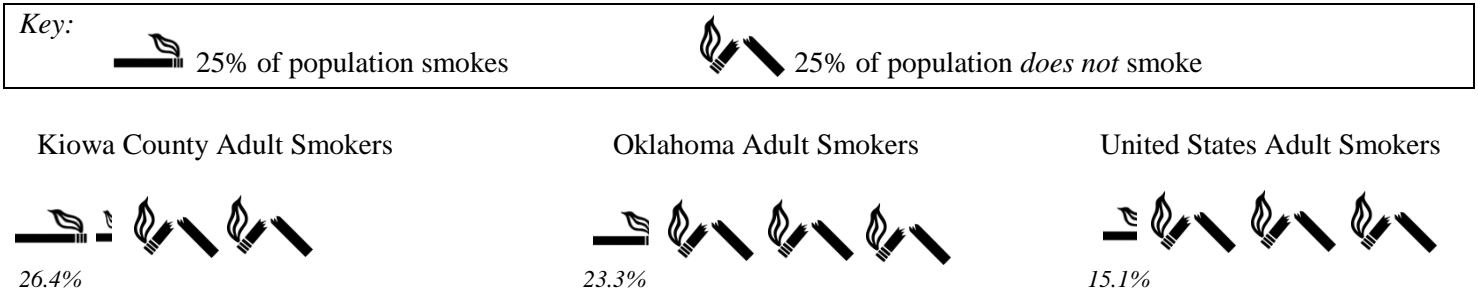 Key:
25% of population smokes 25% of population does not smoke
Kiowa County Adult Smokers Oklahoma Adult Smokers United States Adult Smokers
26.4% 23.3% 15.1%